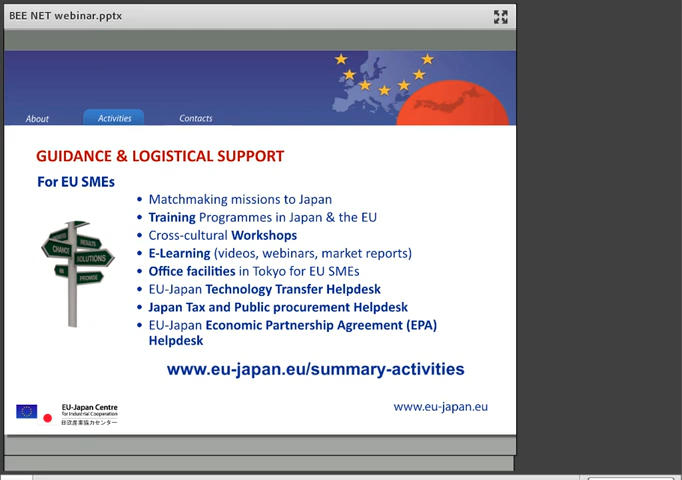 BEE NET webinar.pptx
About
Activities
Contacts
GUIDANCE & LOGISTICAL SUPPORT
For EU SMEs
• Matchmaking missions to Japan
• Training Programmes in Japan & the EU
• Cross-cultural Workshops
• E-Learning (videos, webinars, market reports)
• Office facilities in Tokyo for EU SMEs
• EU-Japan Technology Transfer Helpdesk
• Japan Tax and Public procurement Helpdesk
• EU-Japan Economic Partnership Agreement (EPA)
Helpdesk
RESULTS
CHANCE
SOLUTIONS
PROMISE
www.eu-japan.eu/summary-activities
EU-Japan Centre
for Industrial Cooperation
日欧産業協力センター
www.eu-japan.eu